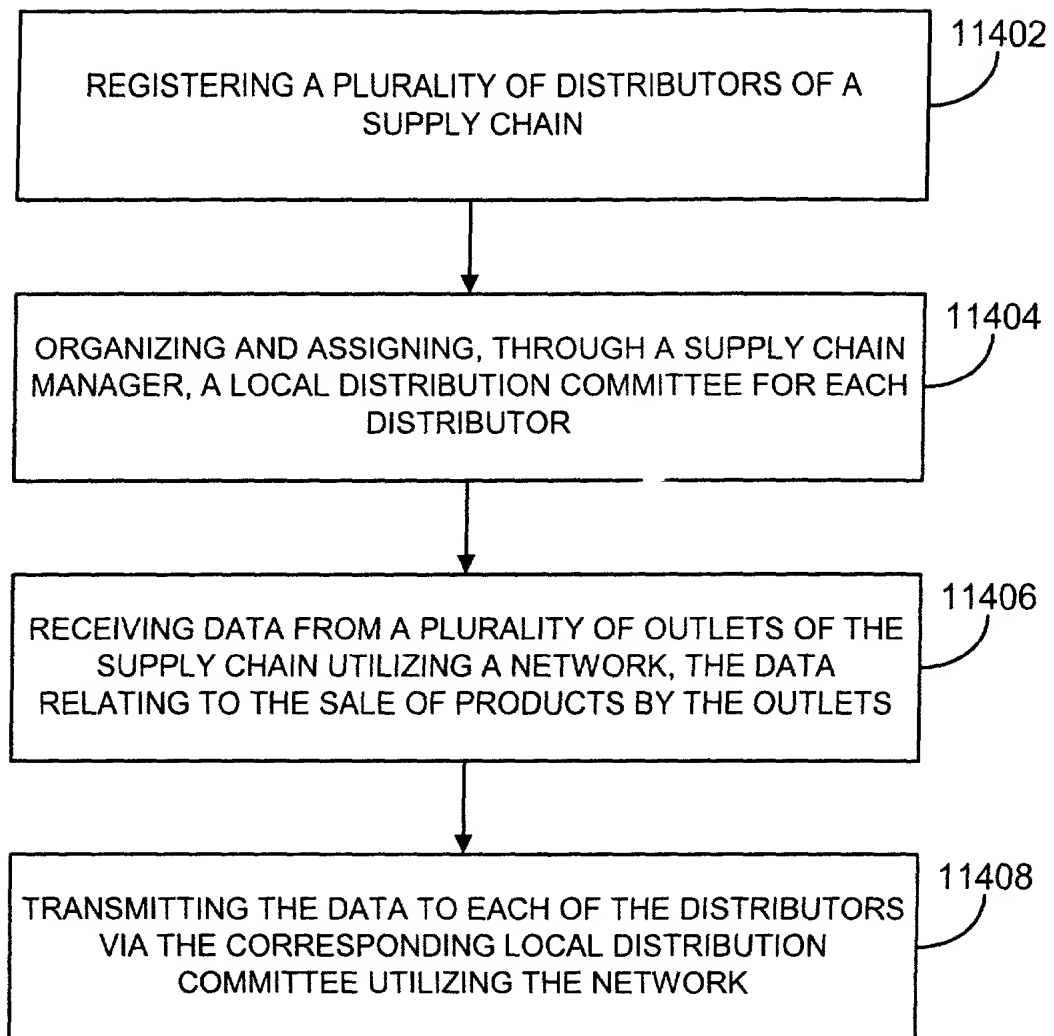 11402
REGISTERING A PLURALITY OF DISTRIBUTORS OF A
SUPPLY CHAIN
11404
ORGANIZING AND ASSIGNING, THROUGH A SUPPLY CHAIN
MANAGER, A LOCAL DISTRIBUTION COMMITTEE FOR EACH
DISTRIBUTOR
11406
RECEIVING DATA FROM A PLURALITY OF OUTLETS OF THE
SUPPLY CHAIN UTILIZING A NETWORK, THE DATA
RELATING TO THE SALE OF PRODUCTS BY THE OUTLETS
11408
TRANSMITTING THE DATA TO EACH OF THE DISTRIBUTORS
VIA THE CORRESPONDING LOCAL DISTRIBUTION
COMMITTEE UTILIZING THE NETWORK